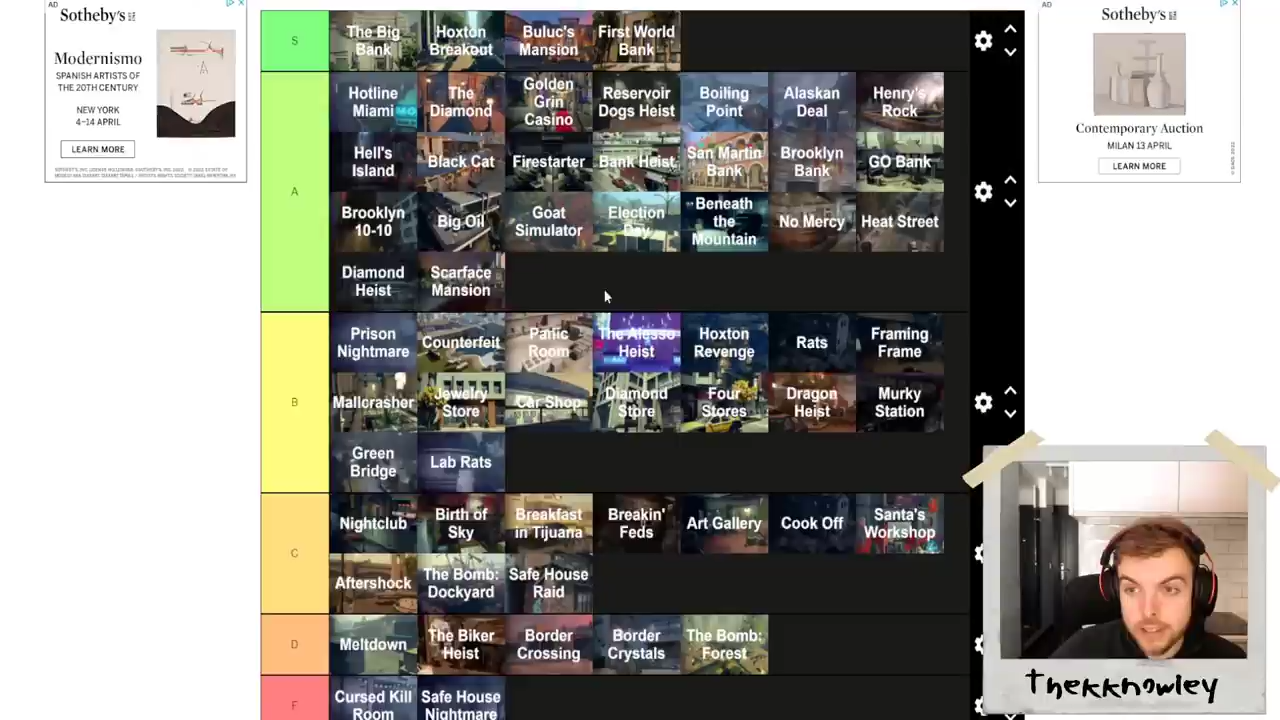 AD
Sotheby's
Modernismo
SPANISH ARTISTS OF
THE 20TH CENTURY
NEW YORK
4–14 APRIL
LEARN MORE
S
The Big Bank
Hoxton Breakout
Buluc's Mansion
First World Bank
A
Hotline Miami
The Diamond
Golden Grin Casino
Reservoir Dogs Heist
Boiling Point
Alaskan Deal
Henry's Rock
Hell's Island
Black Cat
Firestarter
Bank Heist
San Martin Bank
Brooklyn Bank
GO Bank
Brooklyn 10-10
Big Oil
Goat Simulator
Election Day
Beneath the Mountain
No Mercy
Heat Street
Diamond Heist
Scarface Mansion
B
Prison Nightmare
Counterfeit
Panic Room
The Alesso Heist
Hoxton Revenge
Rats
Framing Frame
Mallcrasher
Jewelry Store
Car Shop
Diamond Store
Four Stores
Dragon Heist
Murky Station
Green Bridge
Lab Rats
C
Nightclub
Birth of Sky
Breakfast in Tijuana
Breakin' Feds
Art Gallery
Cook Off
Santa's Workshop
Aftershock
The Bomb: Dockyard
Safe House Raid
D
Meltdown
The Biker Heist
Border Crossing
Border Crystals
The Bomb: Forest
F
Cursed Kill Room
Safe House Nightmare
AD
Sotheby's
Contemporary Auction
MILAN 13 APRIL
LEARN MORE
Thekknowley